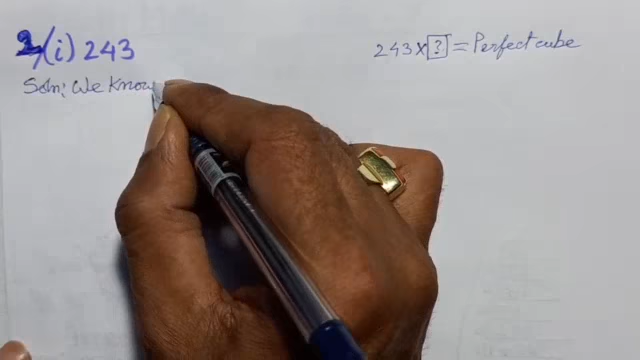 2) (i) 243
243 × ? = Perfect cube
Soln: We know